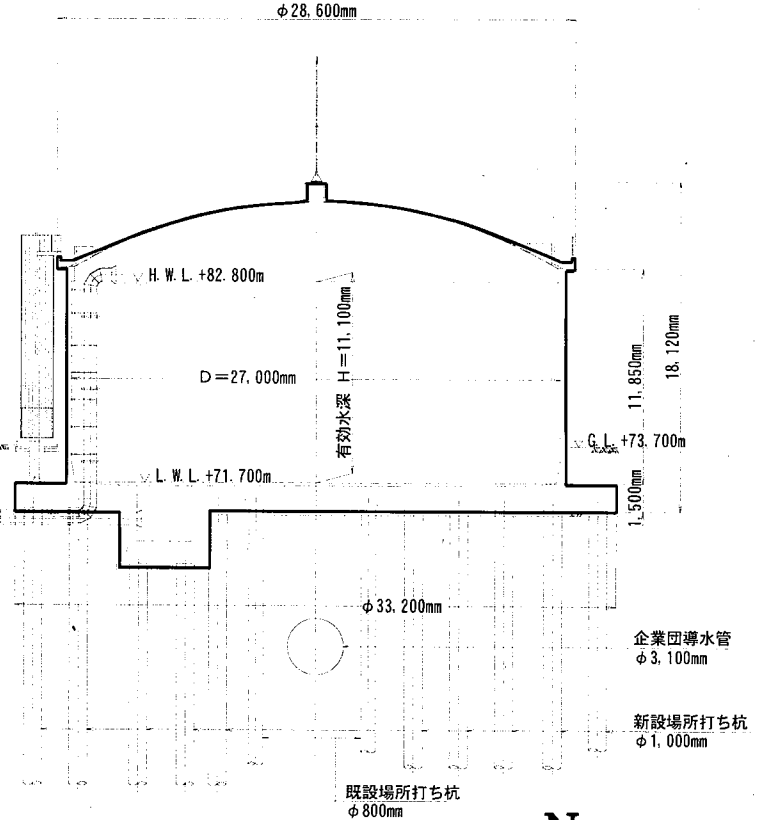 φ28,600mm
H.W.L.+82.800m
有効水深 H=11,100mm
D=27,000mm
11,850mm
18,120mm
G.L.+73,700m
L.W.L.+71.700m
1,500mm
φ33,200mm
企業団導水管
φ3,100mm
新設場所打ち杭
φ1,000mm
既設場所打ち杭
φ800mm
N